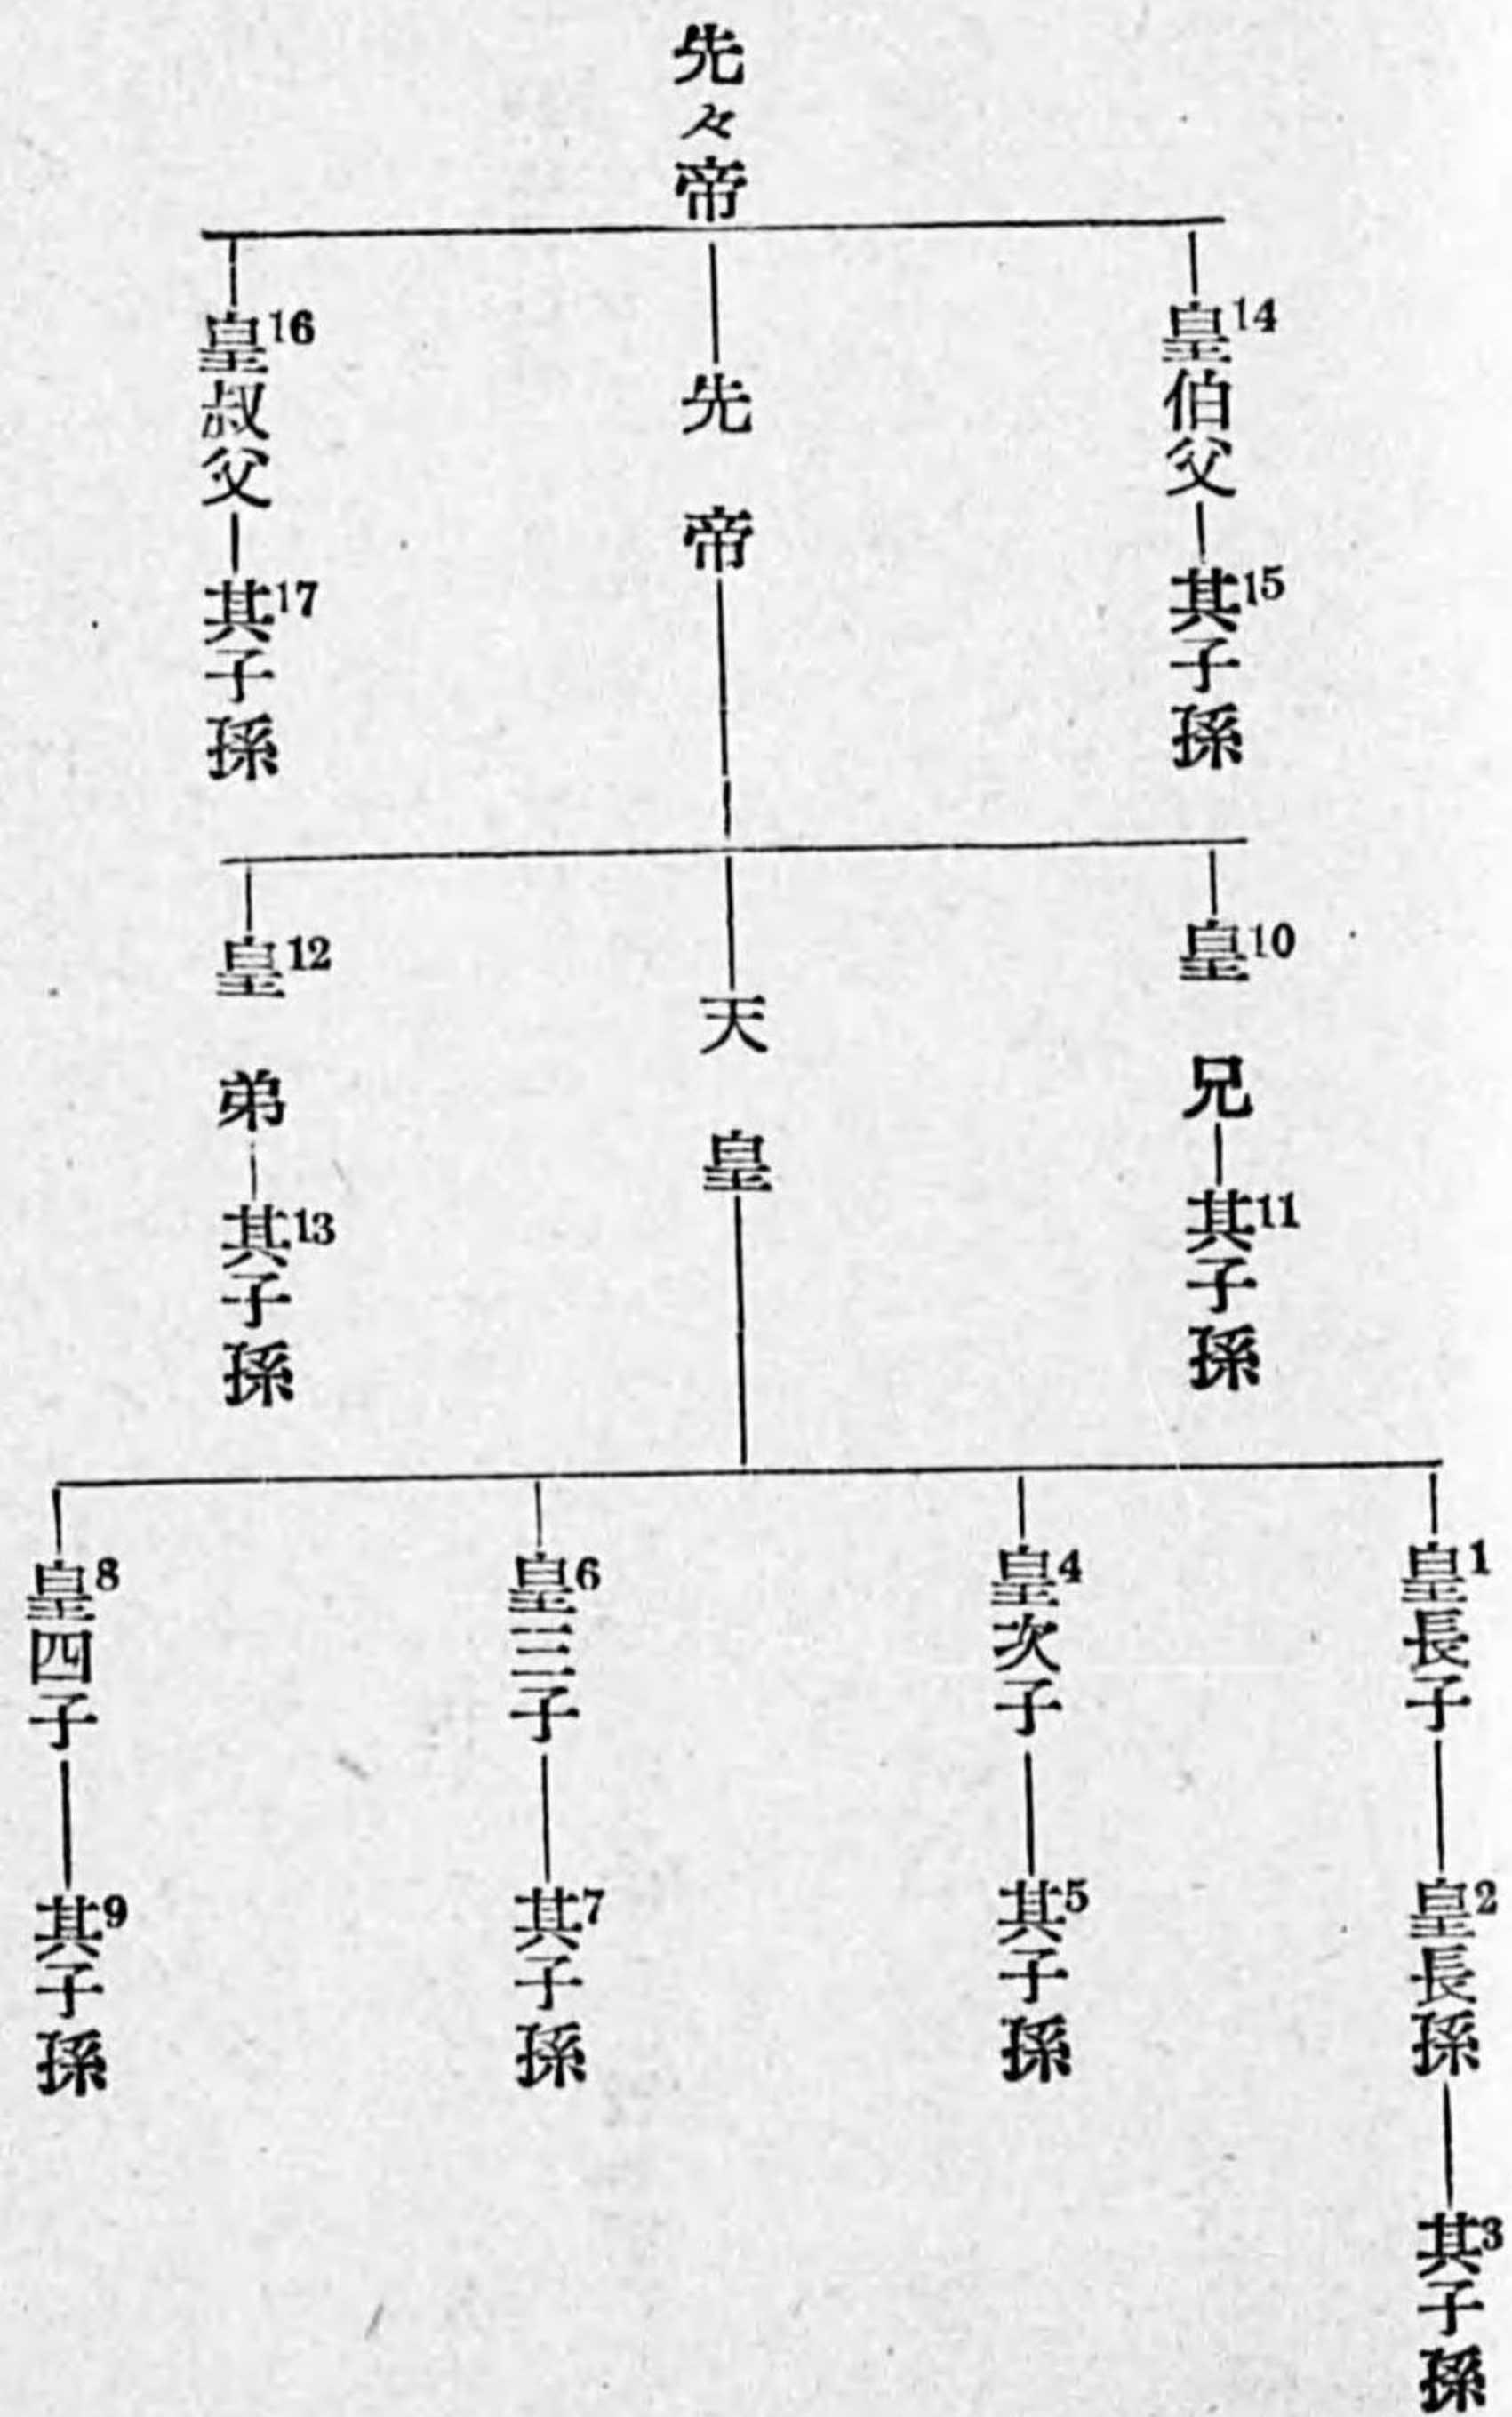 先々帝
皇14伯父
其15子孫
先帝
皇16叔父
其17子孫
皇10兄
其11子孫
天皇
皇12弟
其13子孫
皇1長子
皇2長孫
其3子孫
皇4次子
其5子孫
皇6三子
其7子孫
皇8四子
其9子孫